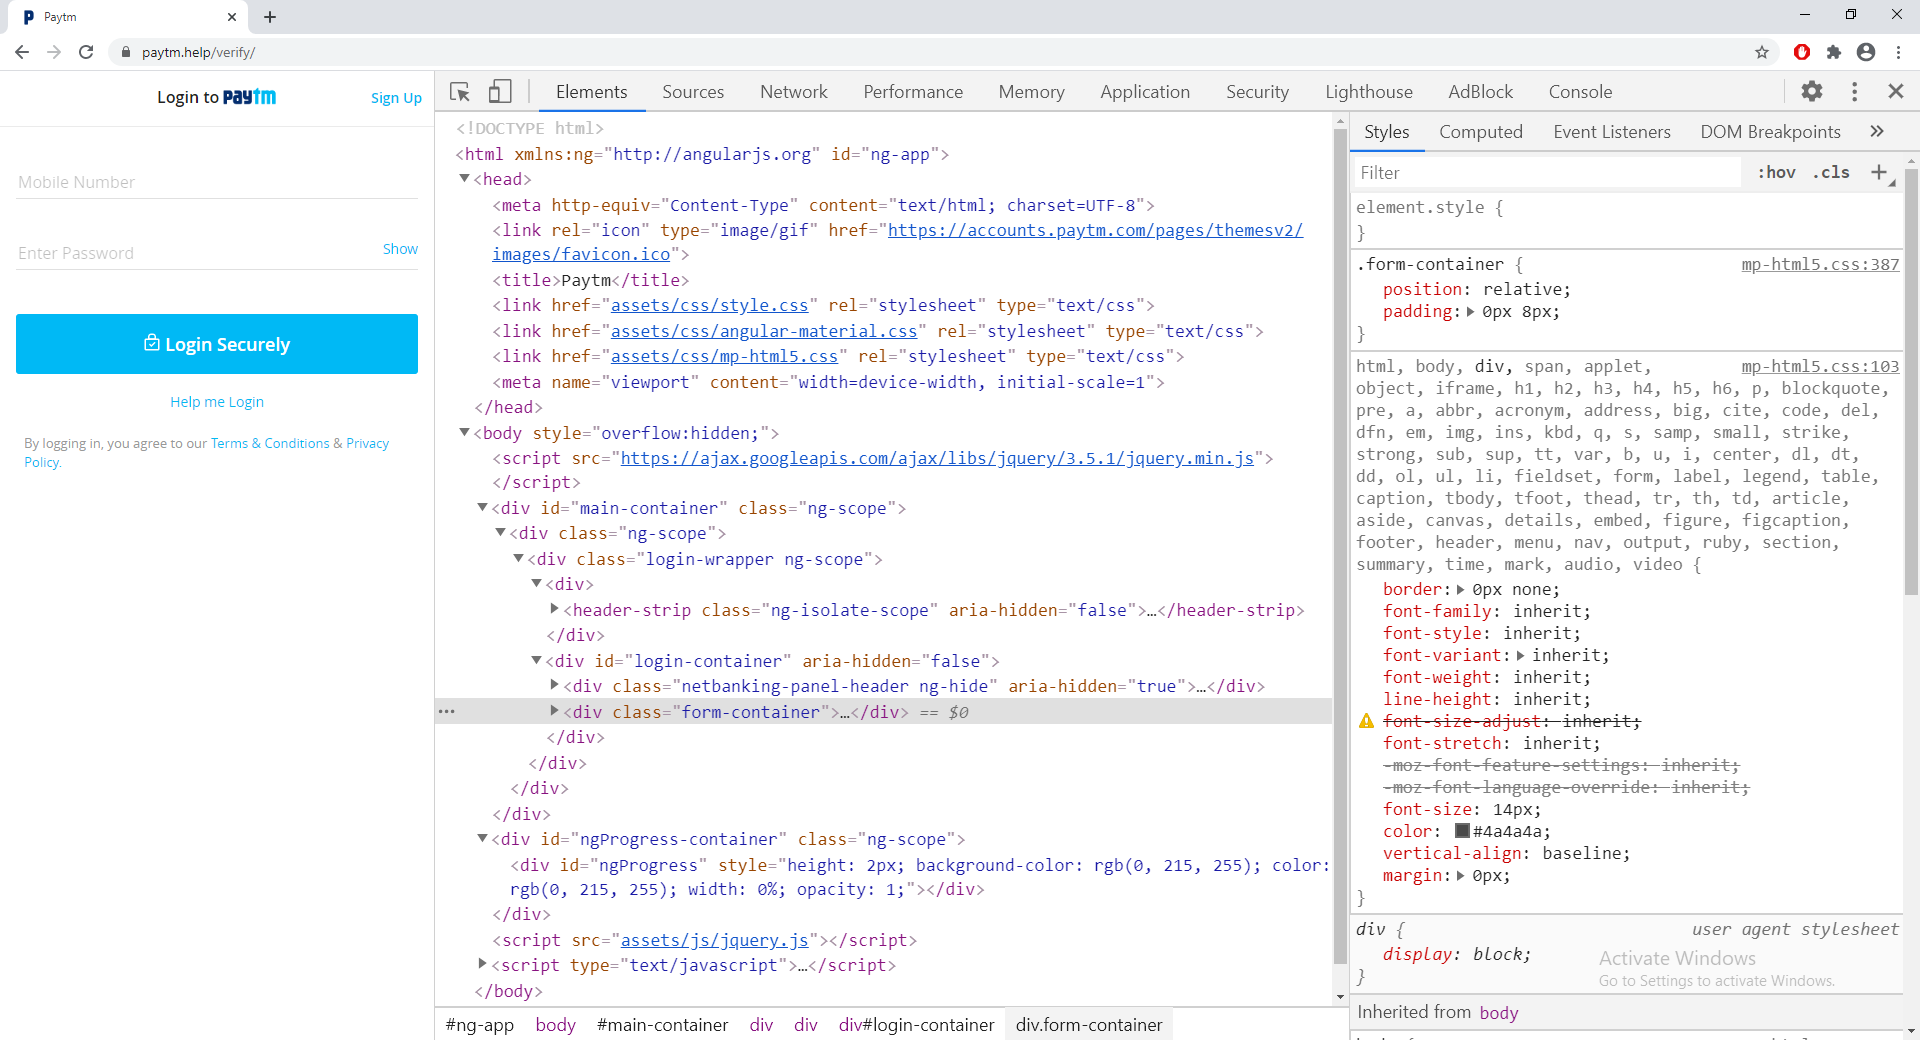 Paytm
paytm.help/verify/
Login to paytm
Sign Up
Mobile Number
Enter Password
Show
Login Securely
Help me Login
By logging in, you agree to our Terms & Conditions & Privacy
Policy.
Elements Sources Network Performance Memory Application Security Lighthouse AdBlock Console
<!DOCTYPE html>
<html xmlns:ng="http://angularjs.org" id="ng-app">
<head>
<meta http-equiv="Content-Type" content="text/html; charset=UTF-8">
<link rel="icon" type="image/gif" href="https://accounts.paytm.com/pages/themesv2/
images/favicon.ico">
<title>Paytm</title>
<link href="assets/css/style.css" rel="stylesheet" type="text/css">
<link href="assets/css/angular-material.css" rel="stylesheet" type="text/css">
<link href="assets/css/mp-html5.css" rel="stylesheet" type="text/css">
<meta name="viewport" content="width=device-width, initial-scale=1">
</head>
<body style="overflow:hidden;">
<script src="https://ajax.googleapis.com/ajax/libs/jquery/3.5.1/jquery.min.js">
</script>
<div id="main-container" class="ng-scope">
<div class="ng-scope">
<div class="login-wrapper ng-scope">
<div>
<header-strip class="ng-isolate-scope" aria-hidden="false">…</header-strip>
</div>
<div id="login-container" aria-hidden="false">
<div class="netbanking-panel-header ng-hide" aria-hidden="true">…</div>
<div class="form-container">…</div> == $0
</div>
</div>
</div>
</div>
<div id="ngProgress-container" class="ng-scope">
<div id="ngProgress" style="height: 2px; background-color: rgb(0, 215, 255); color:
rgb(0, 215, 255); width: 0%; opacity: 1;"></div>
</div>
<script src="assets/js/jquery.js"></script>
<script type="text/javascript">…</script>
</body>
#ng-app body #main-container div div div#login-container div.form-container
Styles Computed Event Listeners DOM Breakpoints »
Filter :hov .cls +
element.style {
}
.form-container { mp-html5.css:387
position: relative;
padding: 0px 8px;
}
html, body, div, span, applet, mp-html5.css:103
object, iframe, h1, h2, h3, h4, h5, h6, p, blockquote,
pre, a, abbr, acronym, address, big, cite, code, del,
dfn, em, img, ins, kbd, q, s, samp, small, strike,
strong, sub, sup, tt, var, b, u, i, center, dl, dt,
dd, ol, ul, li, fieldset, form, label, legend, table,
caption, tbody, tfoot, thead, tr, th, td, article,
aside, canvas, details, embed, figure, figcaption,
footer, header, menu, nav, output, ruby, section,
summary, time, mark, audio, video {
border: 0px none;
font-family: inherit;
font-style: inherit;
font-variant: inherit;
font-weight: inherit;
line-height: inherit;
font-size-adjust: inherit;
font-stretch: inherit;
-moz-font-feature-settings: inherit;
-moz-font-language-override: inherit;
font-size: 14px;
color: #4a4a4a;
vertical-align: baseline;
margin: 0px;
}
div { user agent stylesheet
display: block;
}
Activate Windows
Go to Settings to activate Windows.
Inherited from body